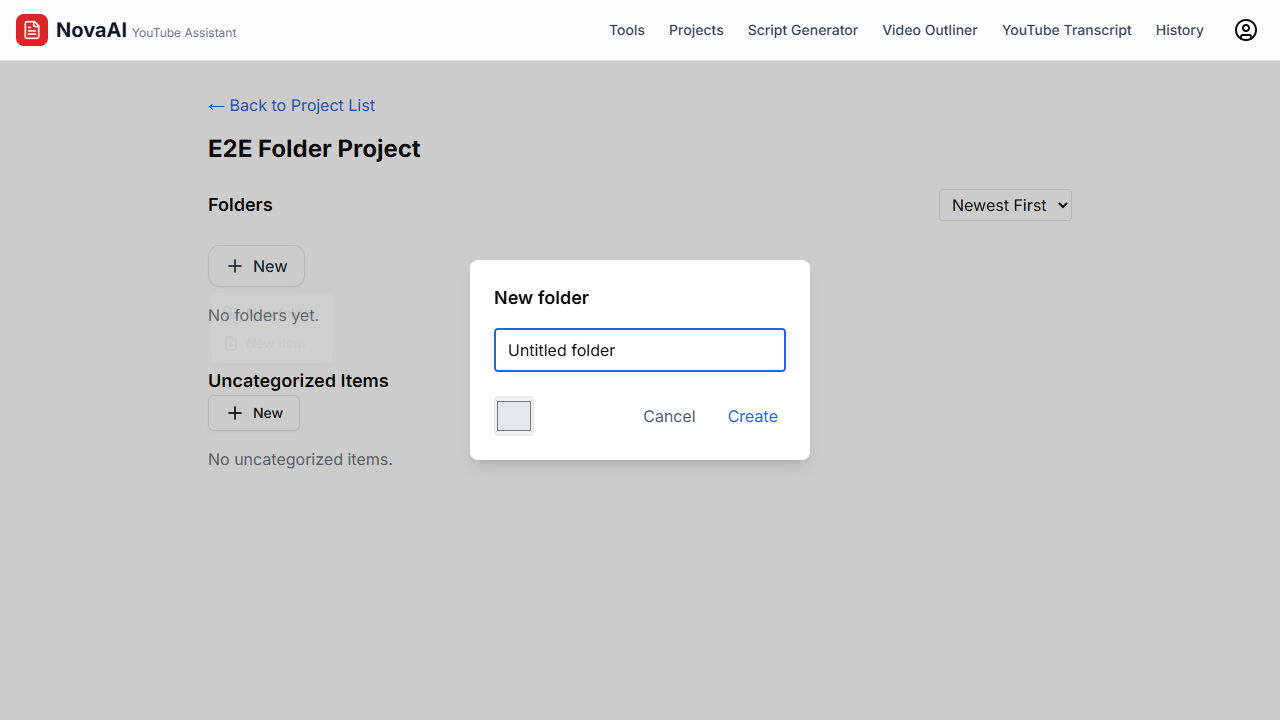 NovaAI YouTube Assistant
Tools Projects Script Generator Video Outliner YouTube Transcript History
← Back to Project List
E2E Folder Project
Folders
Newest First
New
No folders yet.
New item
Uncategorized Items
New
No uncategorized items.
New folder
Untitled folder
Cancel Create